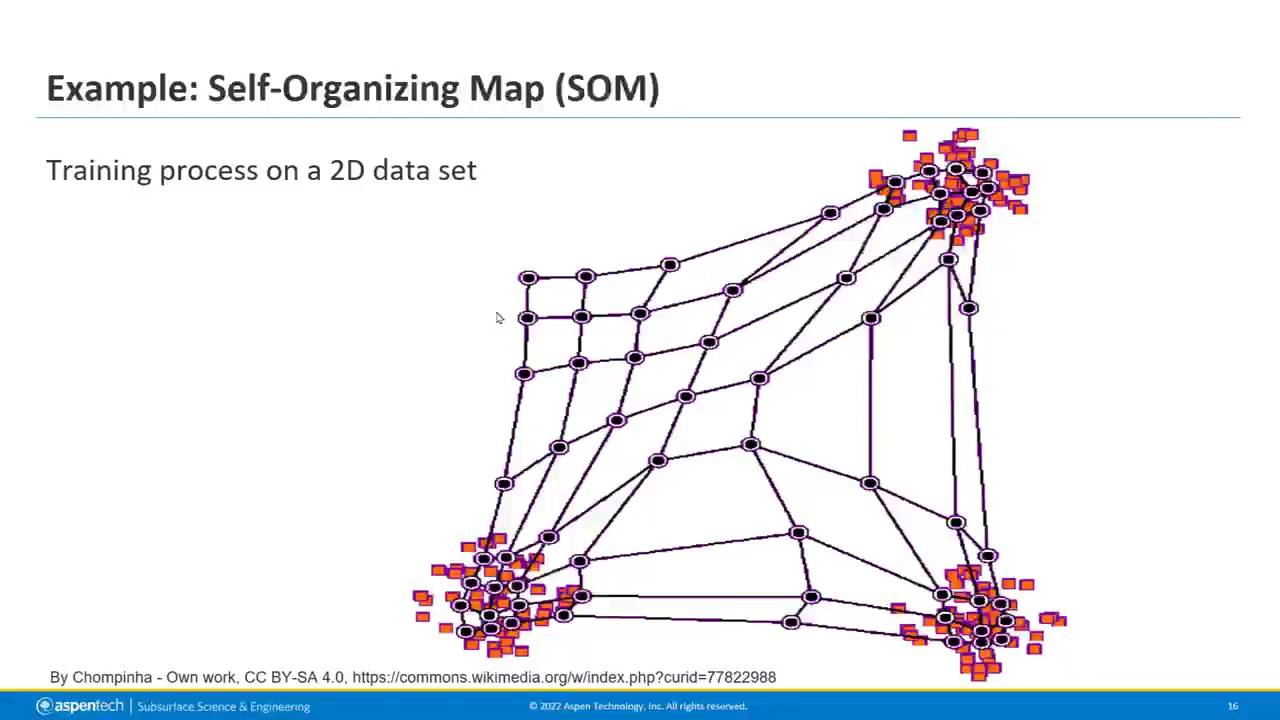 Example: Self-Organizing Map (SOM)
Training process on a 2D data set
By Chompinha - Own work, CC BY-SA 4.0, https://commons.wikimedia.org/w/index.php?curid=77822988
aspentech | Subsurface Science & Engineering
© 2022 Aspen Technology, Inc. All rights reserved.
16